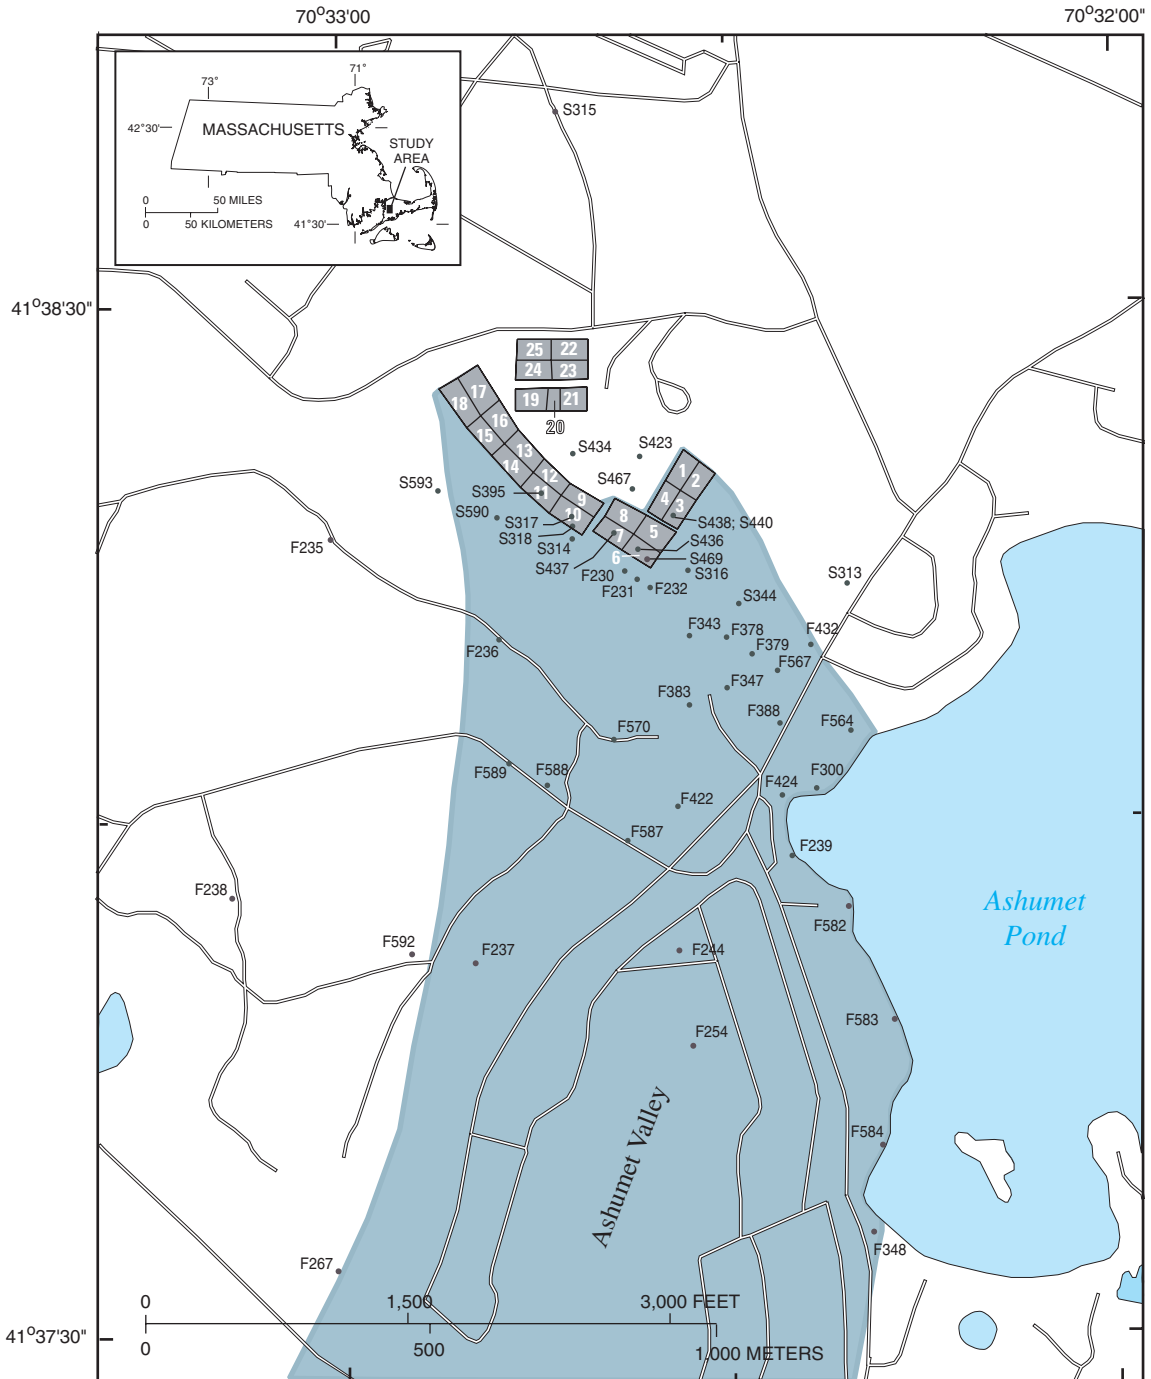 70°33'00
70°32'00"
73°
71°
42°30'
MASSACHUSETTS
STUDY
AREA
0
50 MILES
0
50 KILOMETERS
41°30'
S315
41°38'30"
25
22
24
23
19
21
20
17
18
16
15
13
14
12
11
9
10
S434
S423
S467
1
2
4
3
8
5
7
6
S593
S395
S590
S317
S318
S314
S437
S438; S440
S436
S469
S316
F235
F230
F231
F232
S313
S344
F343
F378
F432
F379
F567
F236
F347
F383
F388
F564
F570
F589
F588
F424
F300
F422
F587
F239
F238
F582
Ashumet
Pond
F592
F237
F244
F583
F254
Ashumet Valley
F584
F348
F267
0
1,500
3,000 FEET
41°37'30"
0
500
1,000 METERS